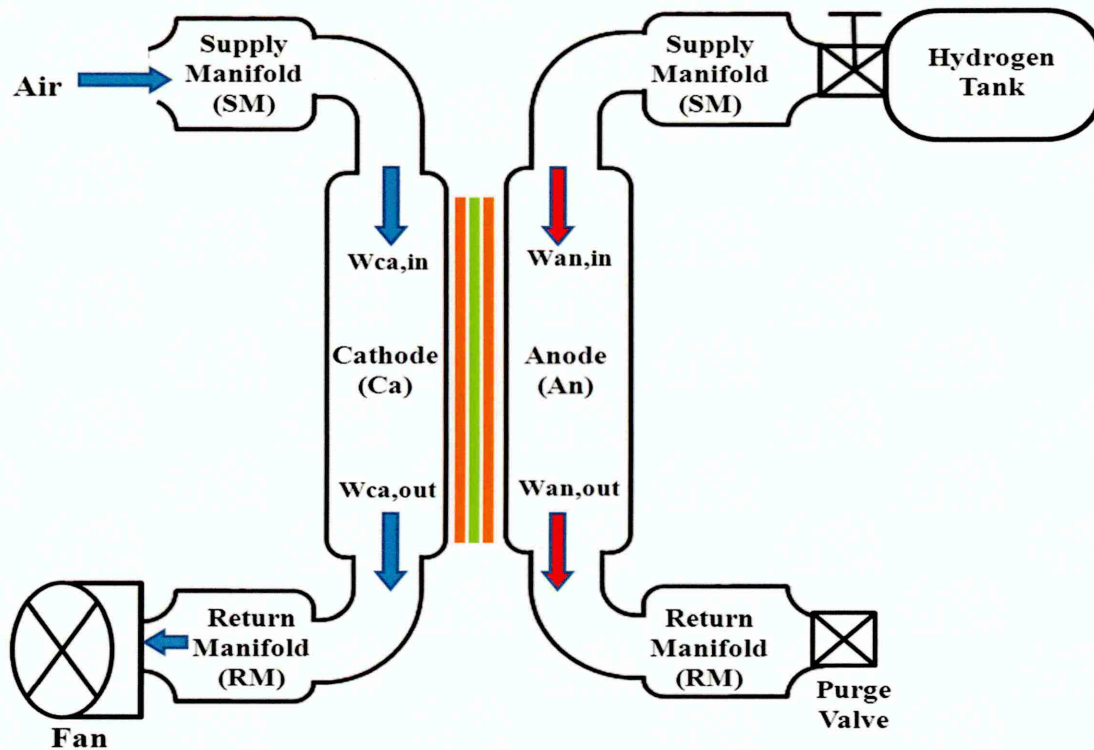 Air
Supply
Manifold
(SM)
Supply
Manifold
(SM)
Hydrogen
Tank
Wca,in
Wan,in
Cathode
(Ca)
Anode
(An)
Wca,out
Wan,out
Return
Manifold
(RM)
Return
Manifold
(RM)
Fan
Purge
Valve